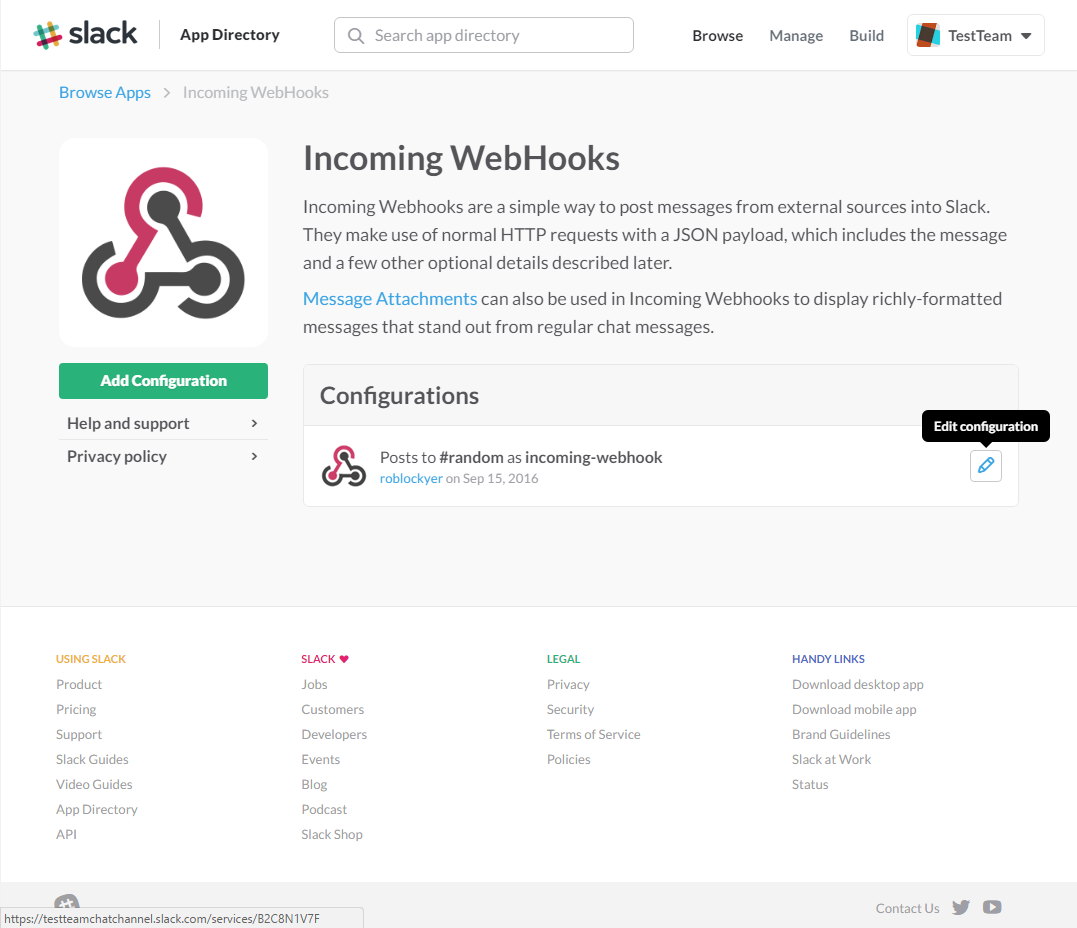 slack
App Directory
Search app directory
Browse
Manage
Build
TestTeam
Browse Apps > Incoming WebHooks
Incoming WebHooks
Incoming Webhooks are a simple way to post messages from external sources into Slack.
They make use of normal HTTP requests with a JSON payload, which includes the message
and a few other optional details described later.
Message Attachments can also be used in Incoming Webhooks to display richly-formatted
messages that stand out from regular chat messages.
Add Configuration
Help and support
Privacy policy
Configurations
Edit configuration
Posts to #random as incoming-webhook
roblockyer on Sep 15, 2016
USING SLACK
Product
Pricing
Support
Slack Guides
Video Guides
App Directory
API
SLACK
Jobs
Customers
Developers
Events
Blog
Podcast
Slack Shop
LEGAL
Privacy
Security
Terms of Service
Policies
HANDY LINKS
Download desktop app
Download mobile app
Brand Guidelines
Slack at Work
Status
Contact Us
https://testteamchatchannel.slack.com/services/B2C8N1V7F